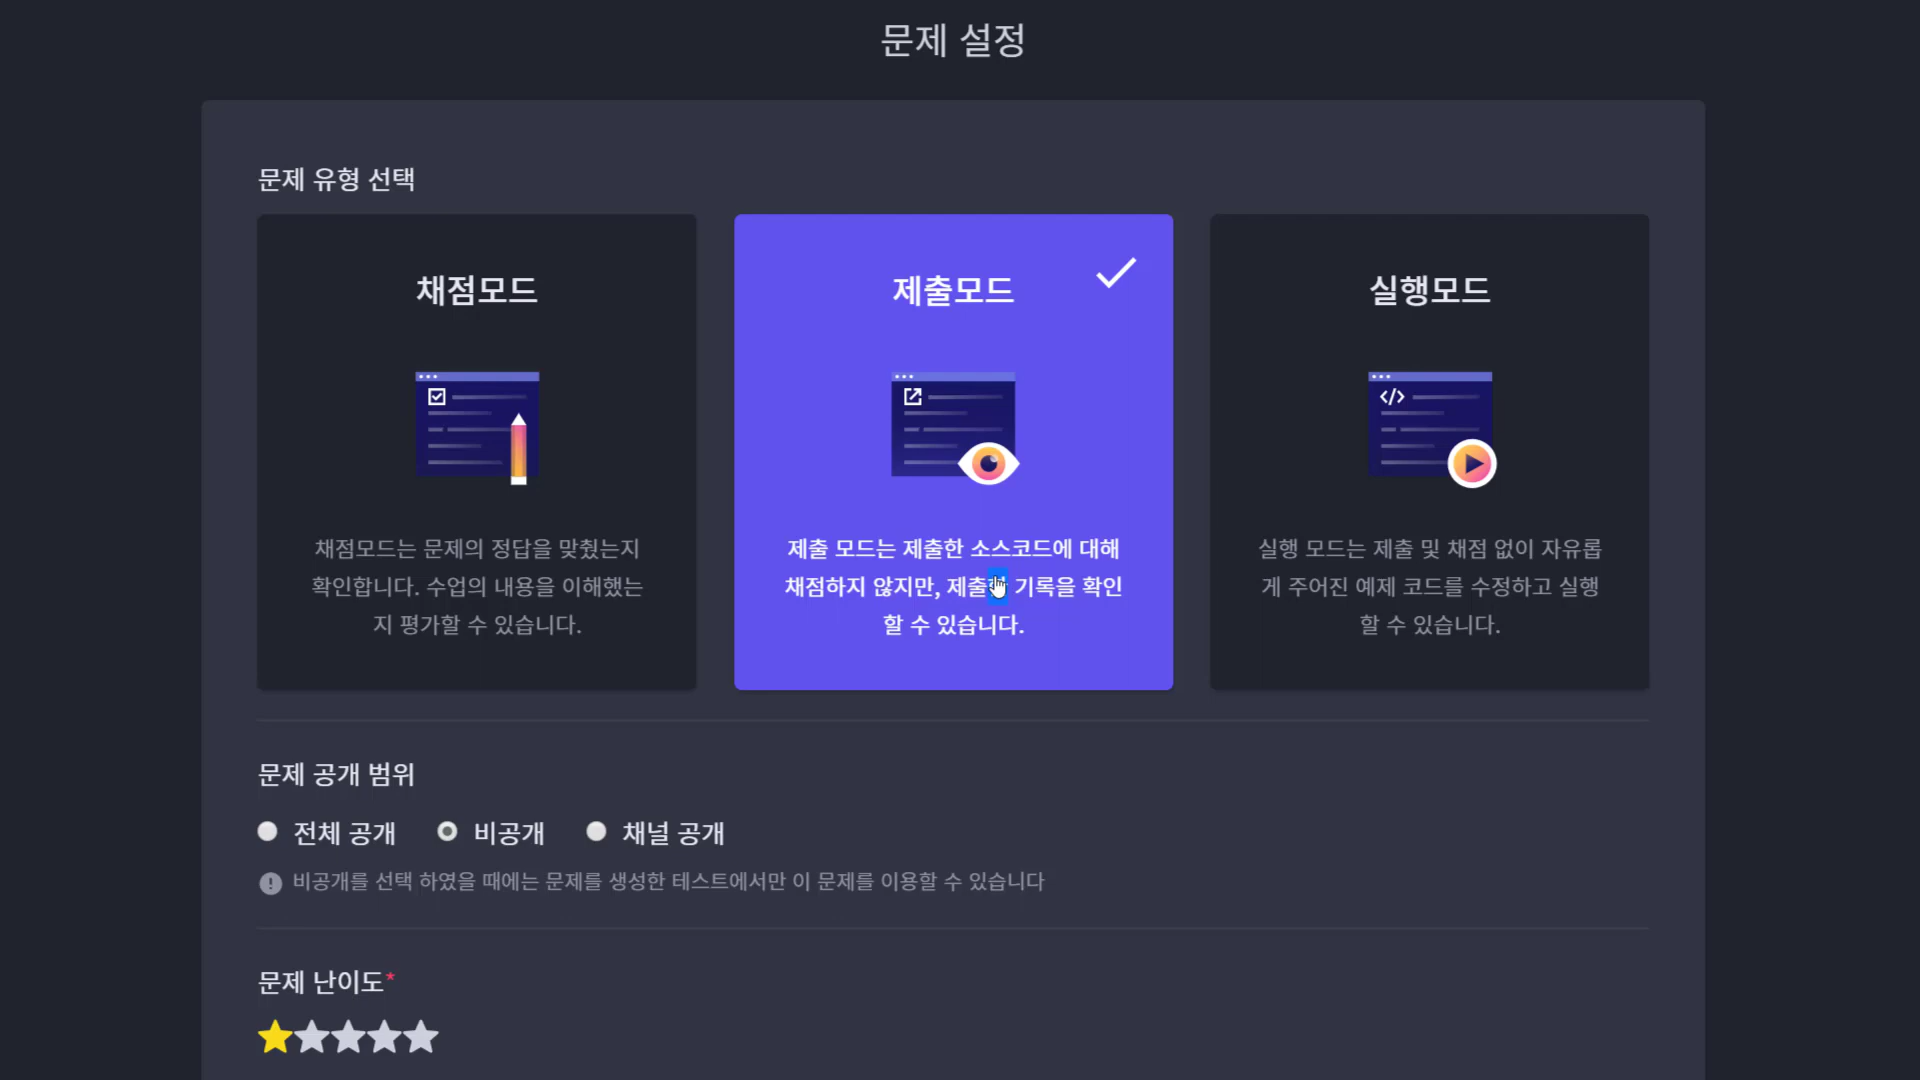 문제 설정
문제 유형 선택
채점모드
제출모드
실행모드
채점모드는 문제의 정답을 맞췄는지
확인합니다. 수업의 내용을 이해했는
지 평가할 수 있습니다.
제출 모드는 제출한 소스코드에 대해
채점하지 않지만, 제출한 기록을 확인
할 수 있습니다.
실행 모드는 제출 및 채점 없이 자유롭
게 주어진 예제 코드를 수정하고 실행
할 수 있습니다.
문제 공개 범위
전체 공개 비공개 채널 공개
비공개를 선택 하였을 때에는 문제를 생성한 테스트에서만 이 문제를 이용할 수 있습니다
문제 난이도*